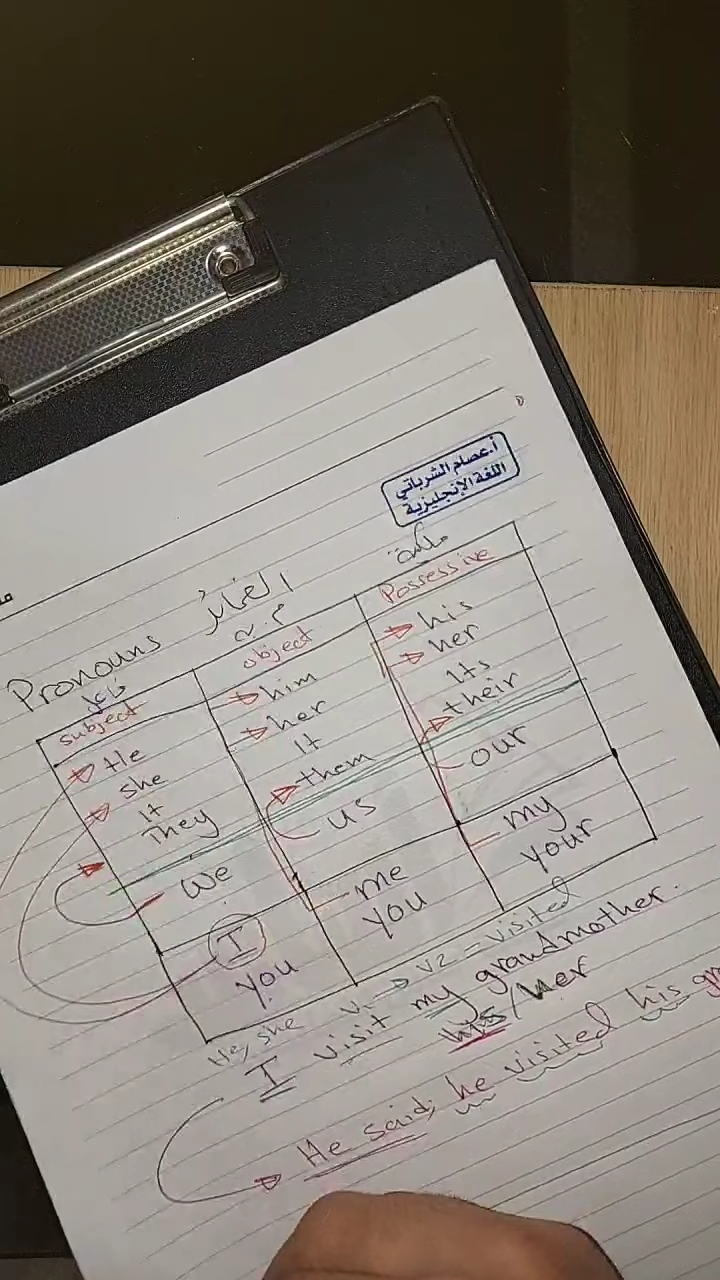 أ.عصام الشرباتي
اللغة الإنجليزية
Pronouns الضمائر
فاعل
subject
م.به
object
ملكية
Possessive
He him his
she her her
It It Its
They them their
we us our
I me my
you you your
He, she V1 → V2 = visited
I visit my grandmother.
his/her
He said, he visited his